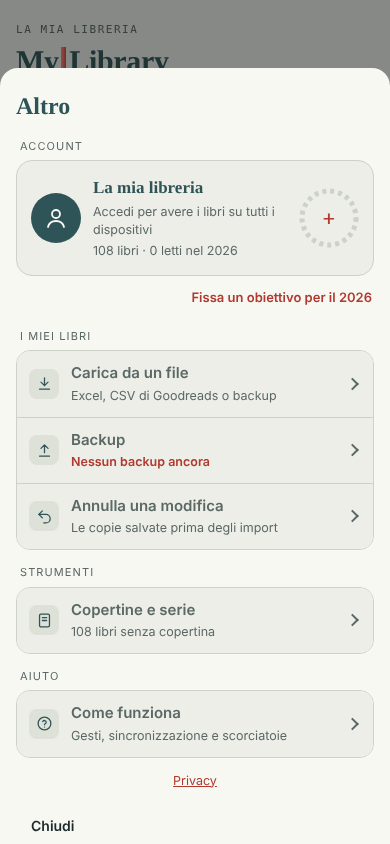 LA MIA LIBRERIA
My Library
Altro
ACCOUNT
La mia libreria
Accedi per avere i libri su tutti i
dispositivi
108 libri · 0 letti nel 2026
+
Fissa un obiettivo per il 2026
I MIEI LIBRI
Carica da un file
Excel, CSV di Goodreads o backup
Backup
Nessun backup ancora
Annulla una modifica
Le copie salvate prima degli import
STRUMENTI
Copertine e serie
108 libri senza copertina
AIUTO
Come funziona
Gesti, sincronizzazione e scorciatoie
Privacy
Chiudi